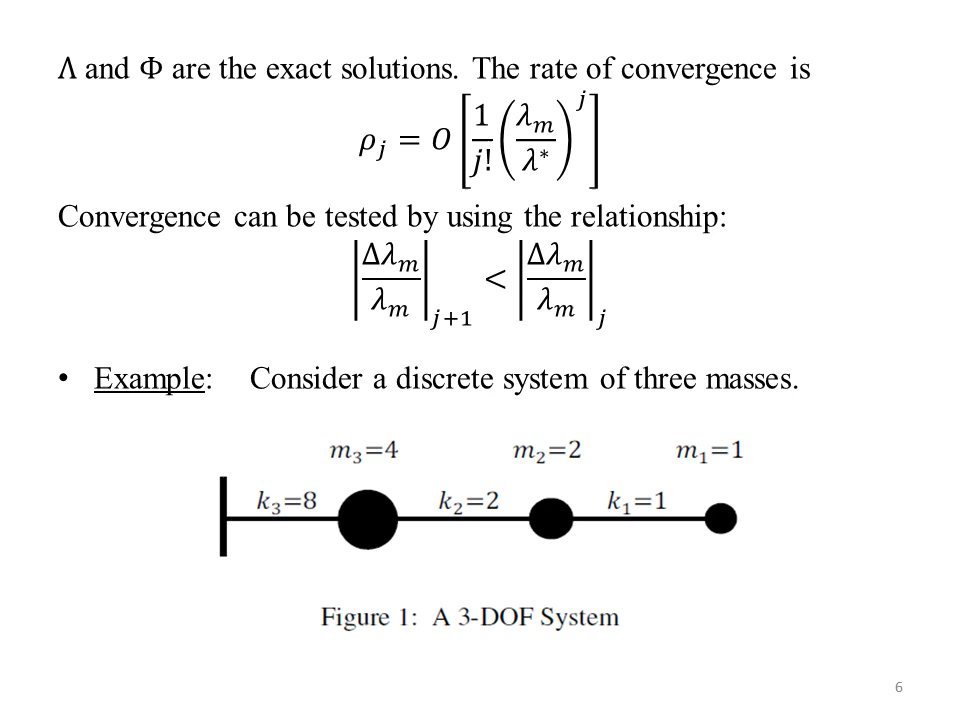 Λ and Φ are the exact solutions. The rate of convergence is
𝜌ⱼ = 𝑂 [1/j! (λₘ/λ*)ʲ]
Convergence can be tested by using the relationship:
|Δλₘ/λₘ|ⱼ₊₁ < |Δλₘ/λₘ|ⱼ
• Example: Consider a discrete system of three masses.
m₃=4 m₂=2 m₁=1
k₃=8 k₂=2 k₁=1
Figure 1: A 3-DOF System
6